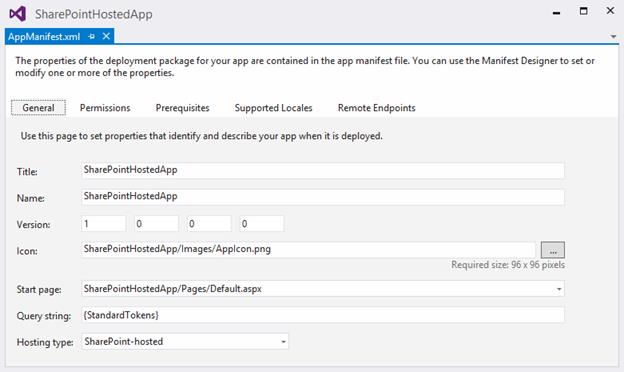 SharePointHostedApp
AppManifest.xml
The properties of the deployment package for your app are contained in the app manifest file. You can use the Manifest Designer to set or
modify one or more of the properties.
General Permissions Prerequisites Supported Locales Remote Endpoints
Use this page to set properties that identify and describe your app when it is deployed.
Title: SharePointHostedApp
Name: SharePointHostedApp
Version: 1 0 0 0
Icon: SharePointHostedApp/Images/AppIcon.png ...
Required size: 96 x 96 pixels
Start page: SharePointHostedApp/Pages/Default.aspx
Query string: {StandardTokens}
Hosting type: SharePoint-hosted